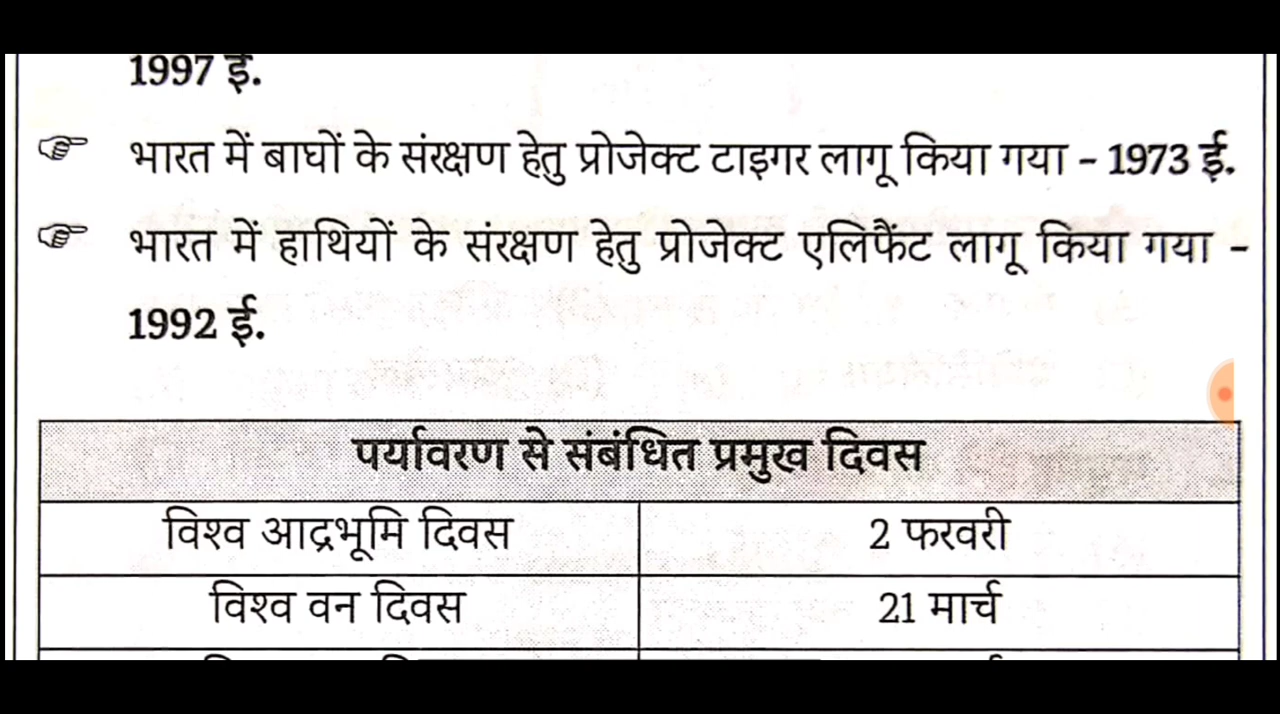 1997 ई.
भारत में बाघों के संरक्षण हेतु प्रोजेक्ट टाइगर लागू किया गया - 1973 ई.
भारत में हाथियों के संरक्षण हेतु प्रोजेक्ट एलिफैंट लागू किया गया -
1992 ई.
पर्यावरण से संबंधित प्रमुख दिवस
विश्व आद्रभूमि दिवस 2 फरवरी
विश्व वन दिवस 21 मार्च